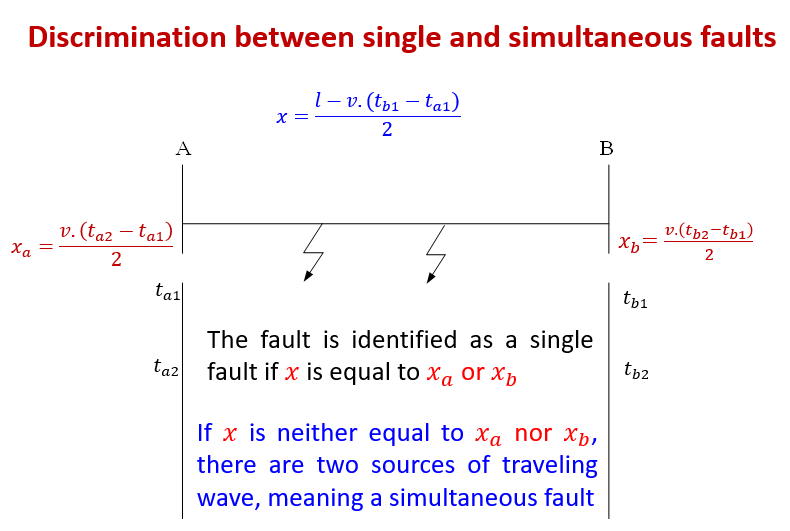 Discrimination between single and simultaneous faults
x = \frac{l − v.(t_{b1} − t_{a1})}{2}
A
B
x_a = \frac{v.(t_{a2} − t_{a1})}{2}
x_b = \frac{v.(t_{b2}−t_{b1})}{2}
t_{a1}
t_{b1}
The fault is identified as a single
t_{a2}
fault if x is equal to x_a or x_b
t_{b2}
If x is neither equal to x_a nor x_b,
there are two sources of traveling
wave, meaning a simultaneous fault